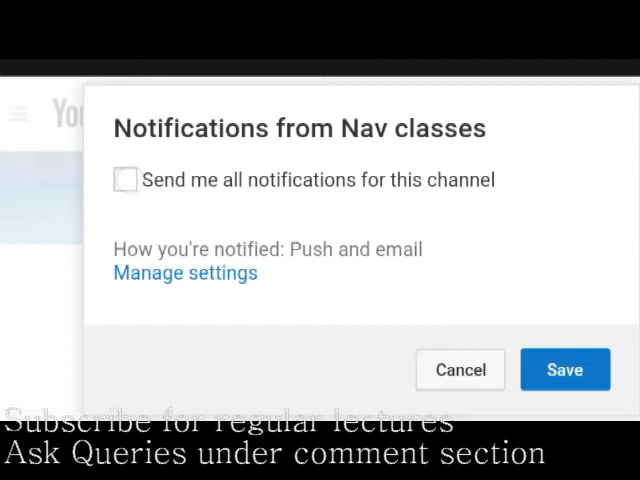 You
Notifications from Nav classes
Send me all notifications for this channel
How you're notified: Push and email
Manage settings
Cancel Save
Subscribe for regular lectures
Ask Queries under comment section